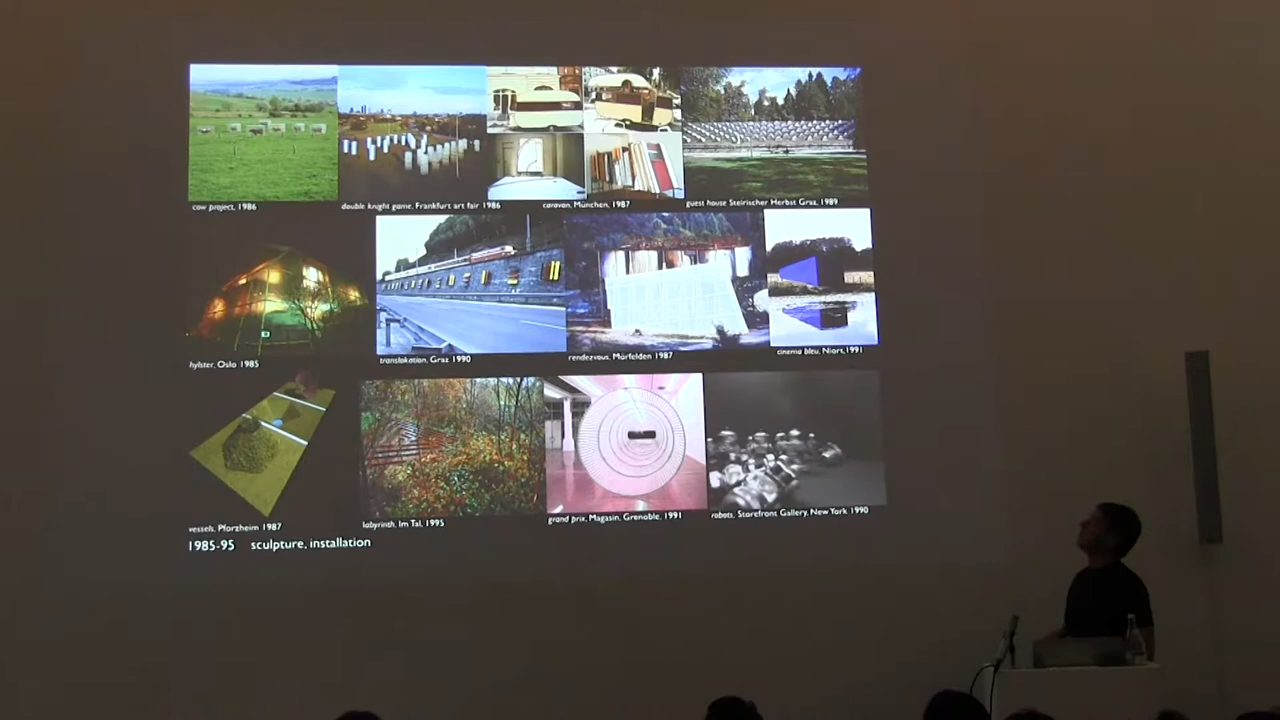 cow project, 1986
double knight game, Frankfurt art fair 1986
caravan, München, 1987
guest house Steirischer Herbst Graz, 1989
hylster, Oslo 1985
translokation, Graz 1990
rendezvous, Mörfelden 1987
cinema bleu, Niort, 1991
vessels, Pforzheim 1987
labyrinth, Im Tal, 1995
grand prix, Magasin, Grenoble, 1991
robots, Storefront Gallery, New York 1990
1985-95 sculpture, installation